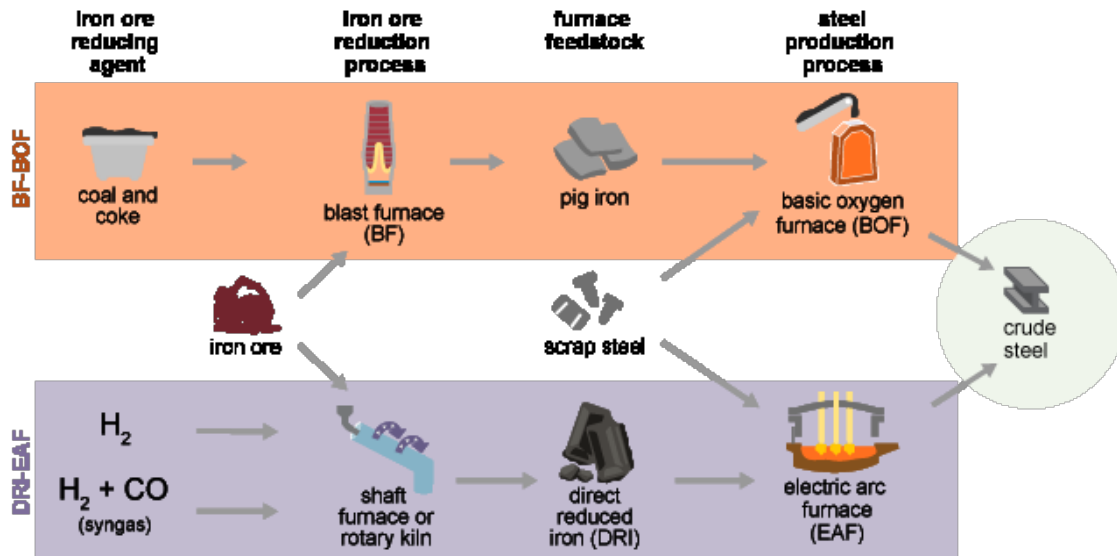 iron ore
reducing
agent
iron ore
reduction
process
furnace
feedstock
steel
production
process
BF-BOF
coal and
coke
blast furnace
(BF)
pig iron
basic oxygen
furnace (BOF)
iron ore
scrap steel
crude
steel
DRI-EAF
H₂
H₂ + CO
(syngas)
shaft
furnace or
rotary kiln
direct
reduced
iron (DRI)
electric arc
furnace
(EAF)